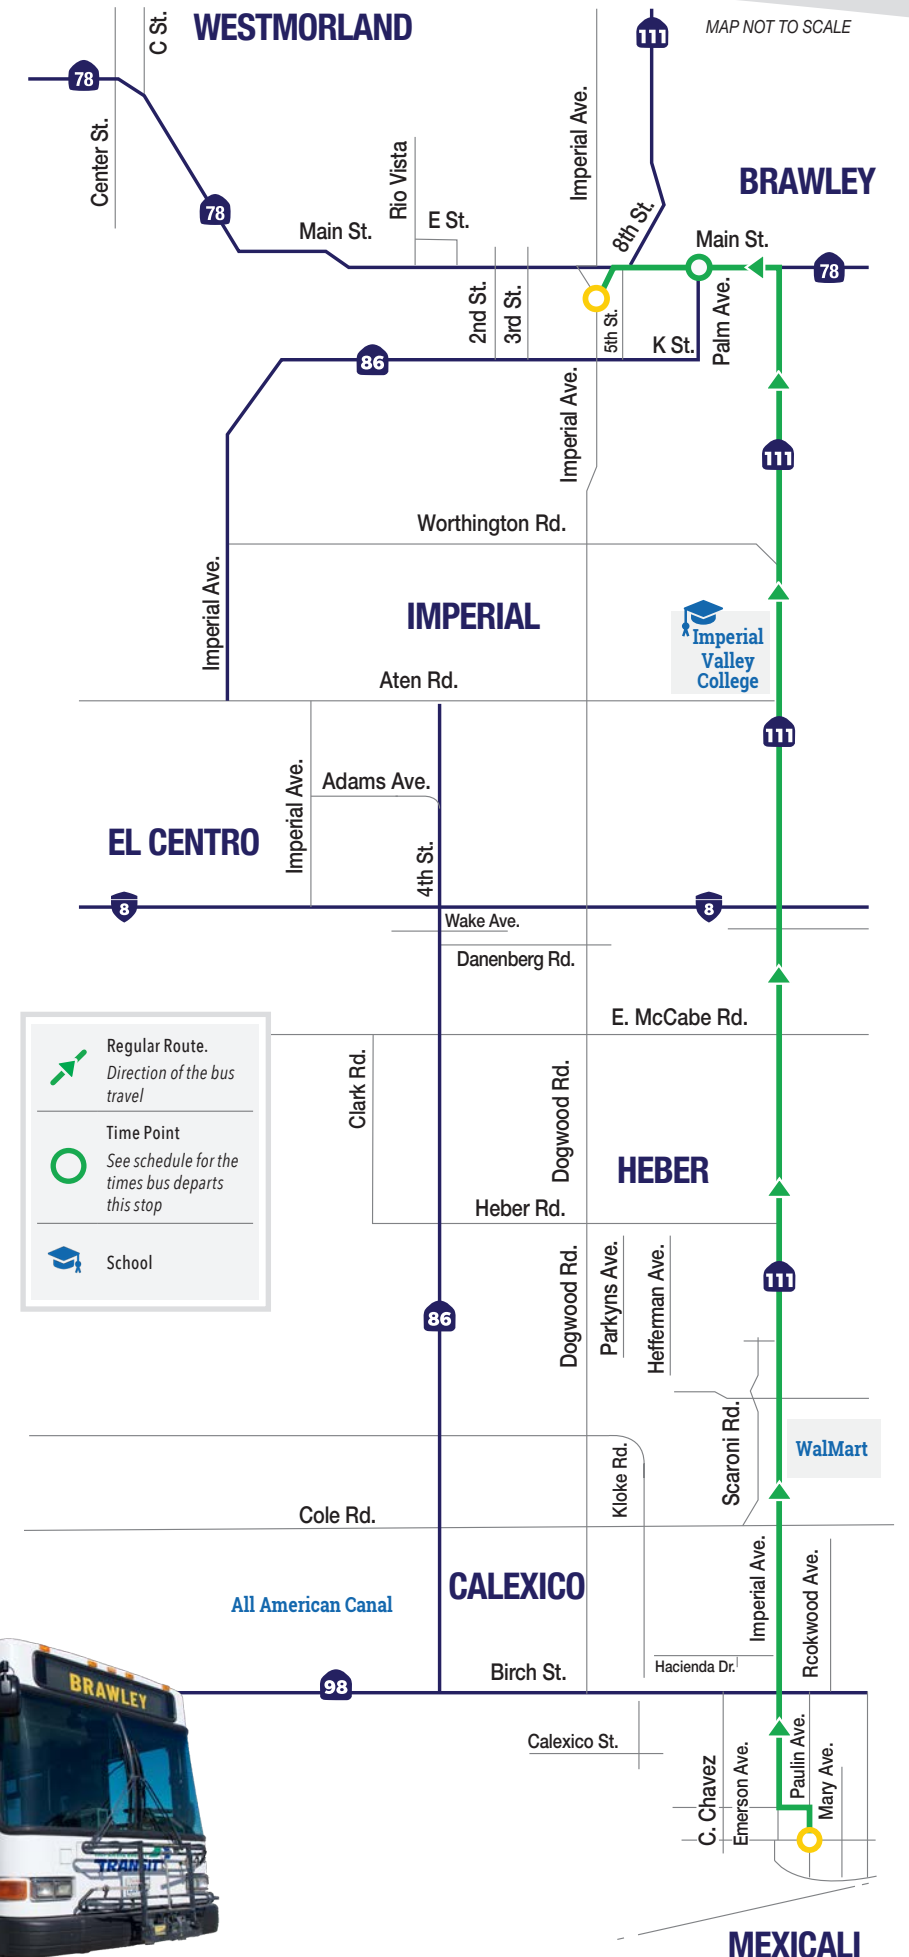 WESTMORLAND
MAP NOT TO SCALE
C St.
111
78
Center St.
Imperial Ave.
BRAWLEY
Rio Vista
78
E St.
8th St.
Main St.
Main St.
78
2nd St.
3rd St.
5th St.
K St.
Palm Ave.
86
Imperial Ave.
111
Worthington Rd.
Imperial Ave.
IMPERIAL
Imperial
Valley
College
Aten Rd.
111
Imperial Ave.
Adams Ave.
EL CENTRO
4th St.
8
8
Wake Ave.
Danenberg Rd.
E. McCabe Rd.
Regular Route.
Direction of the bus
travel
Time Point
See schedule for the
times bus departs
this stop
School
Clark Rd.
Dogwood Rd.
HEBER
Heber Rd.
Dogwood Rd.
Parkyns Ave.
Hefferman Ave.
111
86
Scaroni Rd.
WalMart
Kloke Rd.
Cole Rd.
Imperial Ave.
Rcokwood Ave.
CALEXICO
All American Canal
Birch St.
Hacienda Dr.
98
BRAWLEY
Calexico St.
C. Chavez
Emerson Ave.
Paulin Ave.
Mary Ave.
TRANSIT
MEXICALI